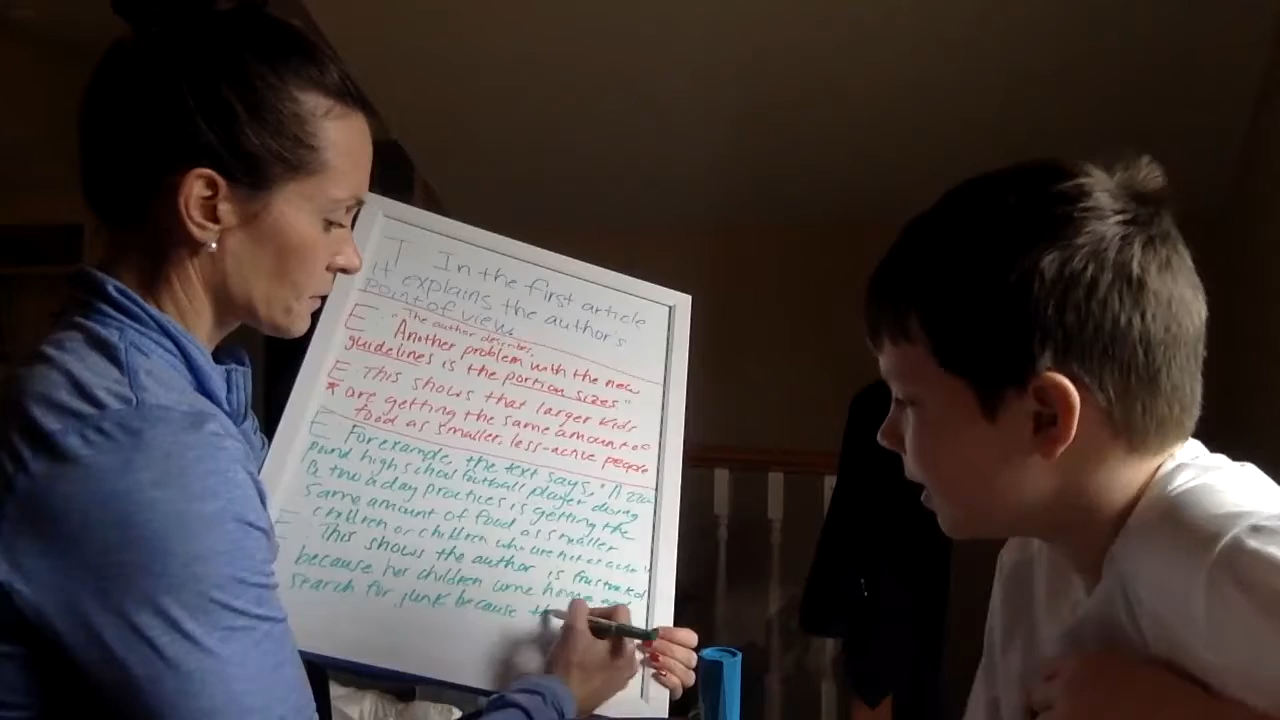 T In the first article
it explains the author's
point of view.
E: "The author describes,
Another problem with the new
guidelines is the portion sizes."
E This shows that larger kids
* are getting the same amount of
food as smaller, less-active people
E For example, the text says, "A 220
pound high school football player doing
a two a day practices is getting the
same amount of food as smaller
children or children who are not as active"
E This shows the author is frustrated
because her children come home and
search for junk because